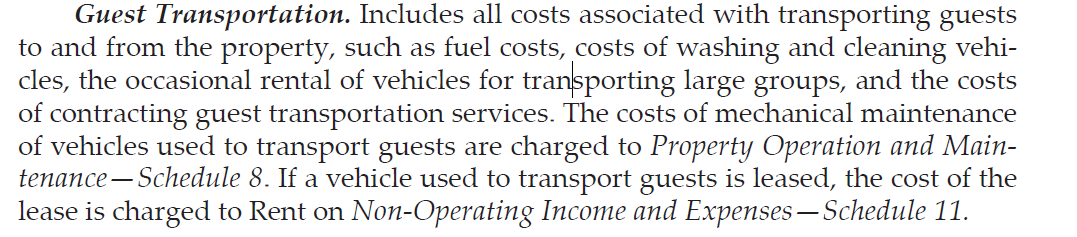 Guest Transportation. Includes all costs associated with transporting guests
to and from the property, such as fuel costs, costs of washing and cleaning vehi-
cles, the occasional rental of vehicles for transporting large groups, and the costs
of contracting guest transportation services. The costs of mechanical maintenance
of vehicles used to transport guests are charged to Property Operation and Main-
tenance—Schedule 8. If a vehicle used to transport guests is leased, the cost of the
lease is charged to Rent on Non-Operating Income and Expenses—Schedule 11.